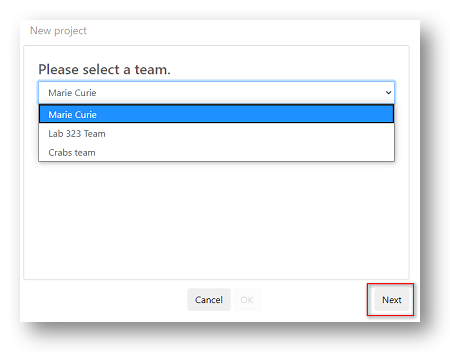 New project
Please select a team.
Marie Curie
Marie Curie
Lab 323 Team
Crabs team
Cancel OK Next